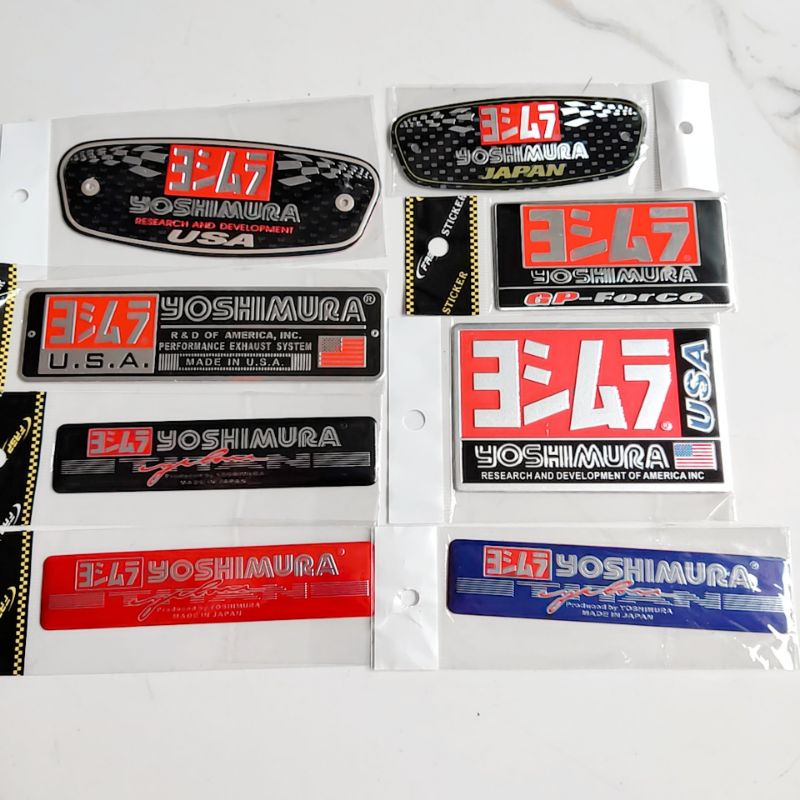 ヨシムラ
YOSHIMURA
RESEARCH AND DEVELOPMENT
USA
ヨシムラ
YOSHIMURA
JAPAN
ヨシムラ®
YOSHIMURA
GP-Force
STICKER
STICKER
ヨシムラ
U.S.A.
YOSHIMURA®
R & D OF AMERICA, INC.
PERFORMANCE EXHAUST SYSTEM
MADE IN U.S.A.
ヨシムラ®
USA
YOSHIMURA
RESEARCH AND DEVELOPMENT OF AMERICA INC
ヨシムラ YOSHIMURA
Produced by YOSHIMURA
MADE IN JAPAN
ヨシムラ YOSHIMURA
Produced by YOSHIMURA
MADE IN JAPAN
ヨシムラ YOSHIMURA
Produced by YOSHIMURA
MADE IN JAPAN